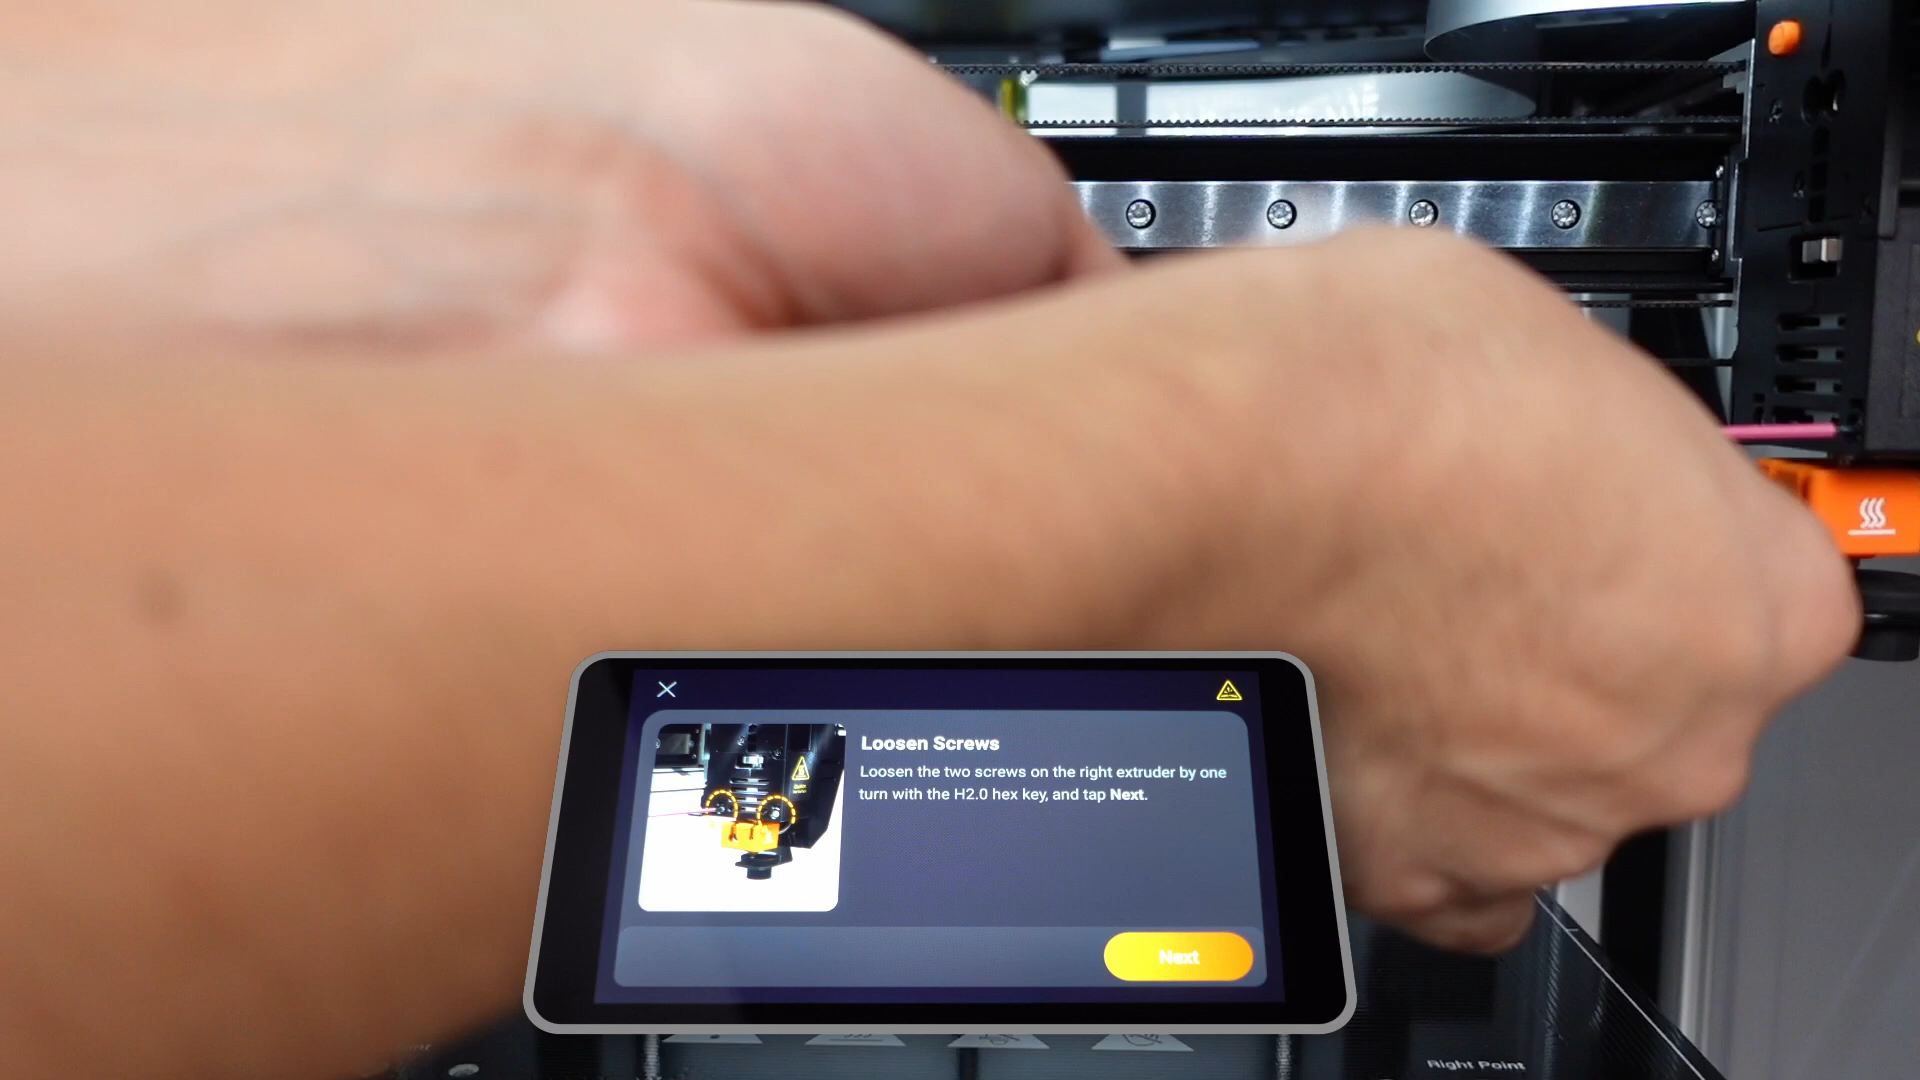 Loosen Screws
Loosen the two screws on the right extruder by one
turn with the H2.0 hex key, and tap Next.
Next
Right Point